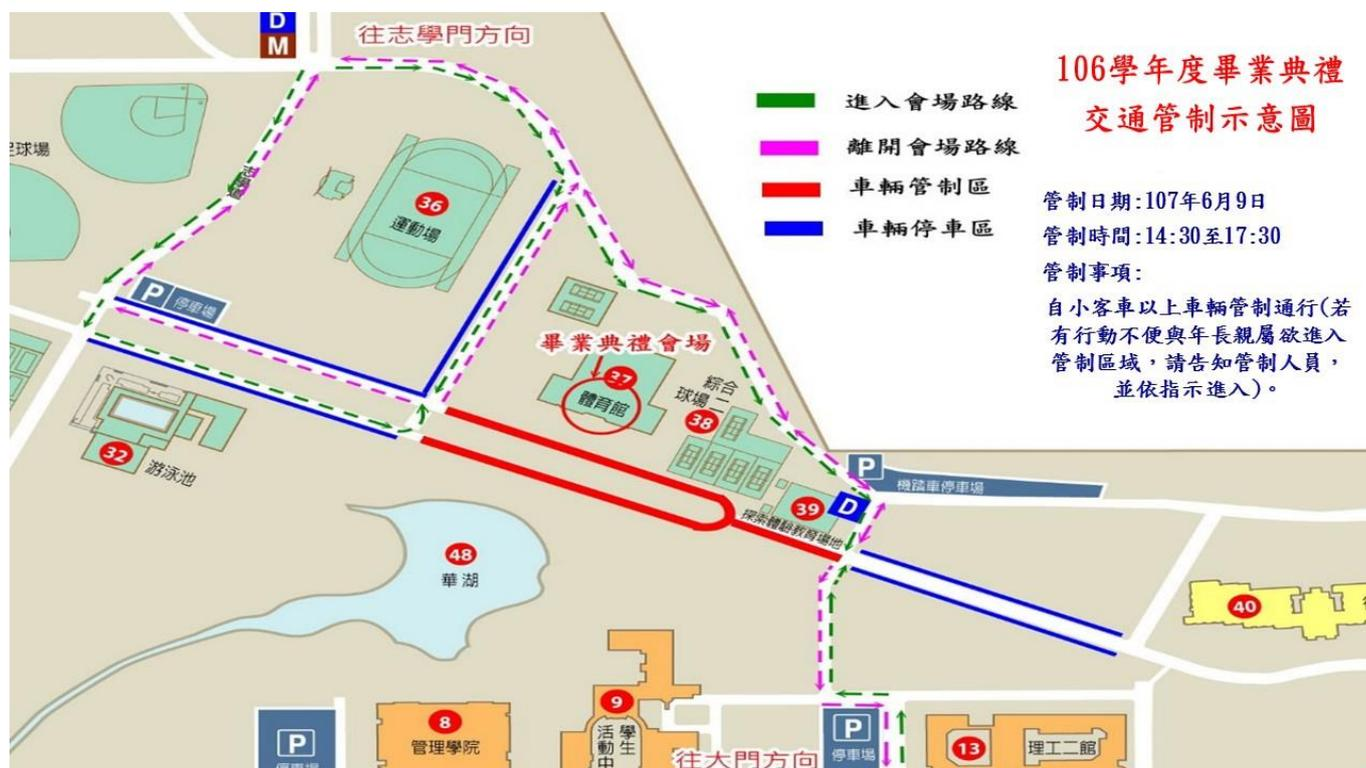 D
M
往志學門方向
106學年度畢業典禮
交通管制示意圖
進入會場路線
離開會場路線
車輛管制區
車輛停車區
管制日期:107年6月9日
管制時間:14:30至17:30
管制事項:
自小客車以上車輛管制通行(若
有行動不便與年長親屬欲進入
管制區域，請告知管制人員，
並依指示進入)。
球場
36
運動場
P
停車場
畢業典禮會場
37
體育館
綜合
球場二
38
32
游泳池
P
機踏車停車場
39
D
探索體驗教育場地
48
華湖
40
9
學生
活動中
8
管理學院
P
停車場
往大門方向
P
停車場
13
理工二館